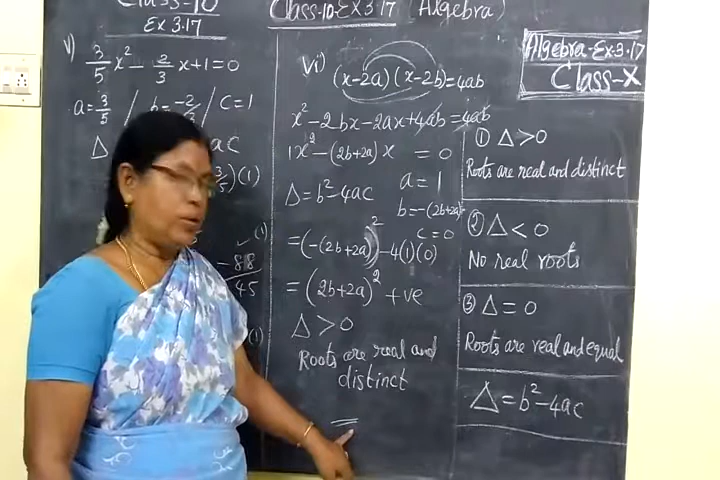 Class-10
Ex 3.17
v) 3/5 x² - 2/3 x+1=0
a=3/5 / b=-2/3 / C=1
Δ
ac
3/5)(1)
-88
45
Class-10-EX 3.17 (Algebra)
vi) (x-2a)(x-2b)=4ab
x²-2bx-2ax+4ab=4ab
1x²-(2b+2a)x = 0
Δ=b²-4ac a=1
b=-(2b+2a)
c=0
=(-(2b+2a))²-4(1)(0)
=(2b+2a)² +ve
Δ>0
Roots are real and
distinct
Algebra-Ex-3.17
Class-X
① Δ>0
Roots are real and distinct
② Δ<0
No real roots
③ Δ=0
Roots are real and equal
Δ=b²-4ac